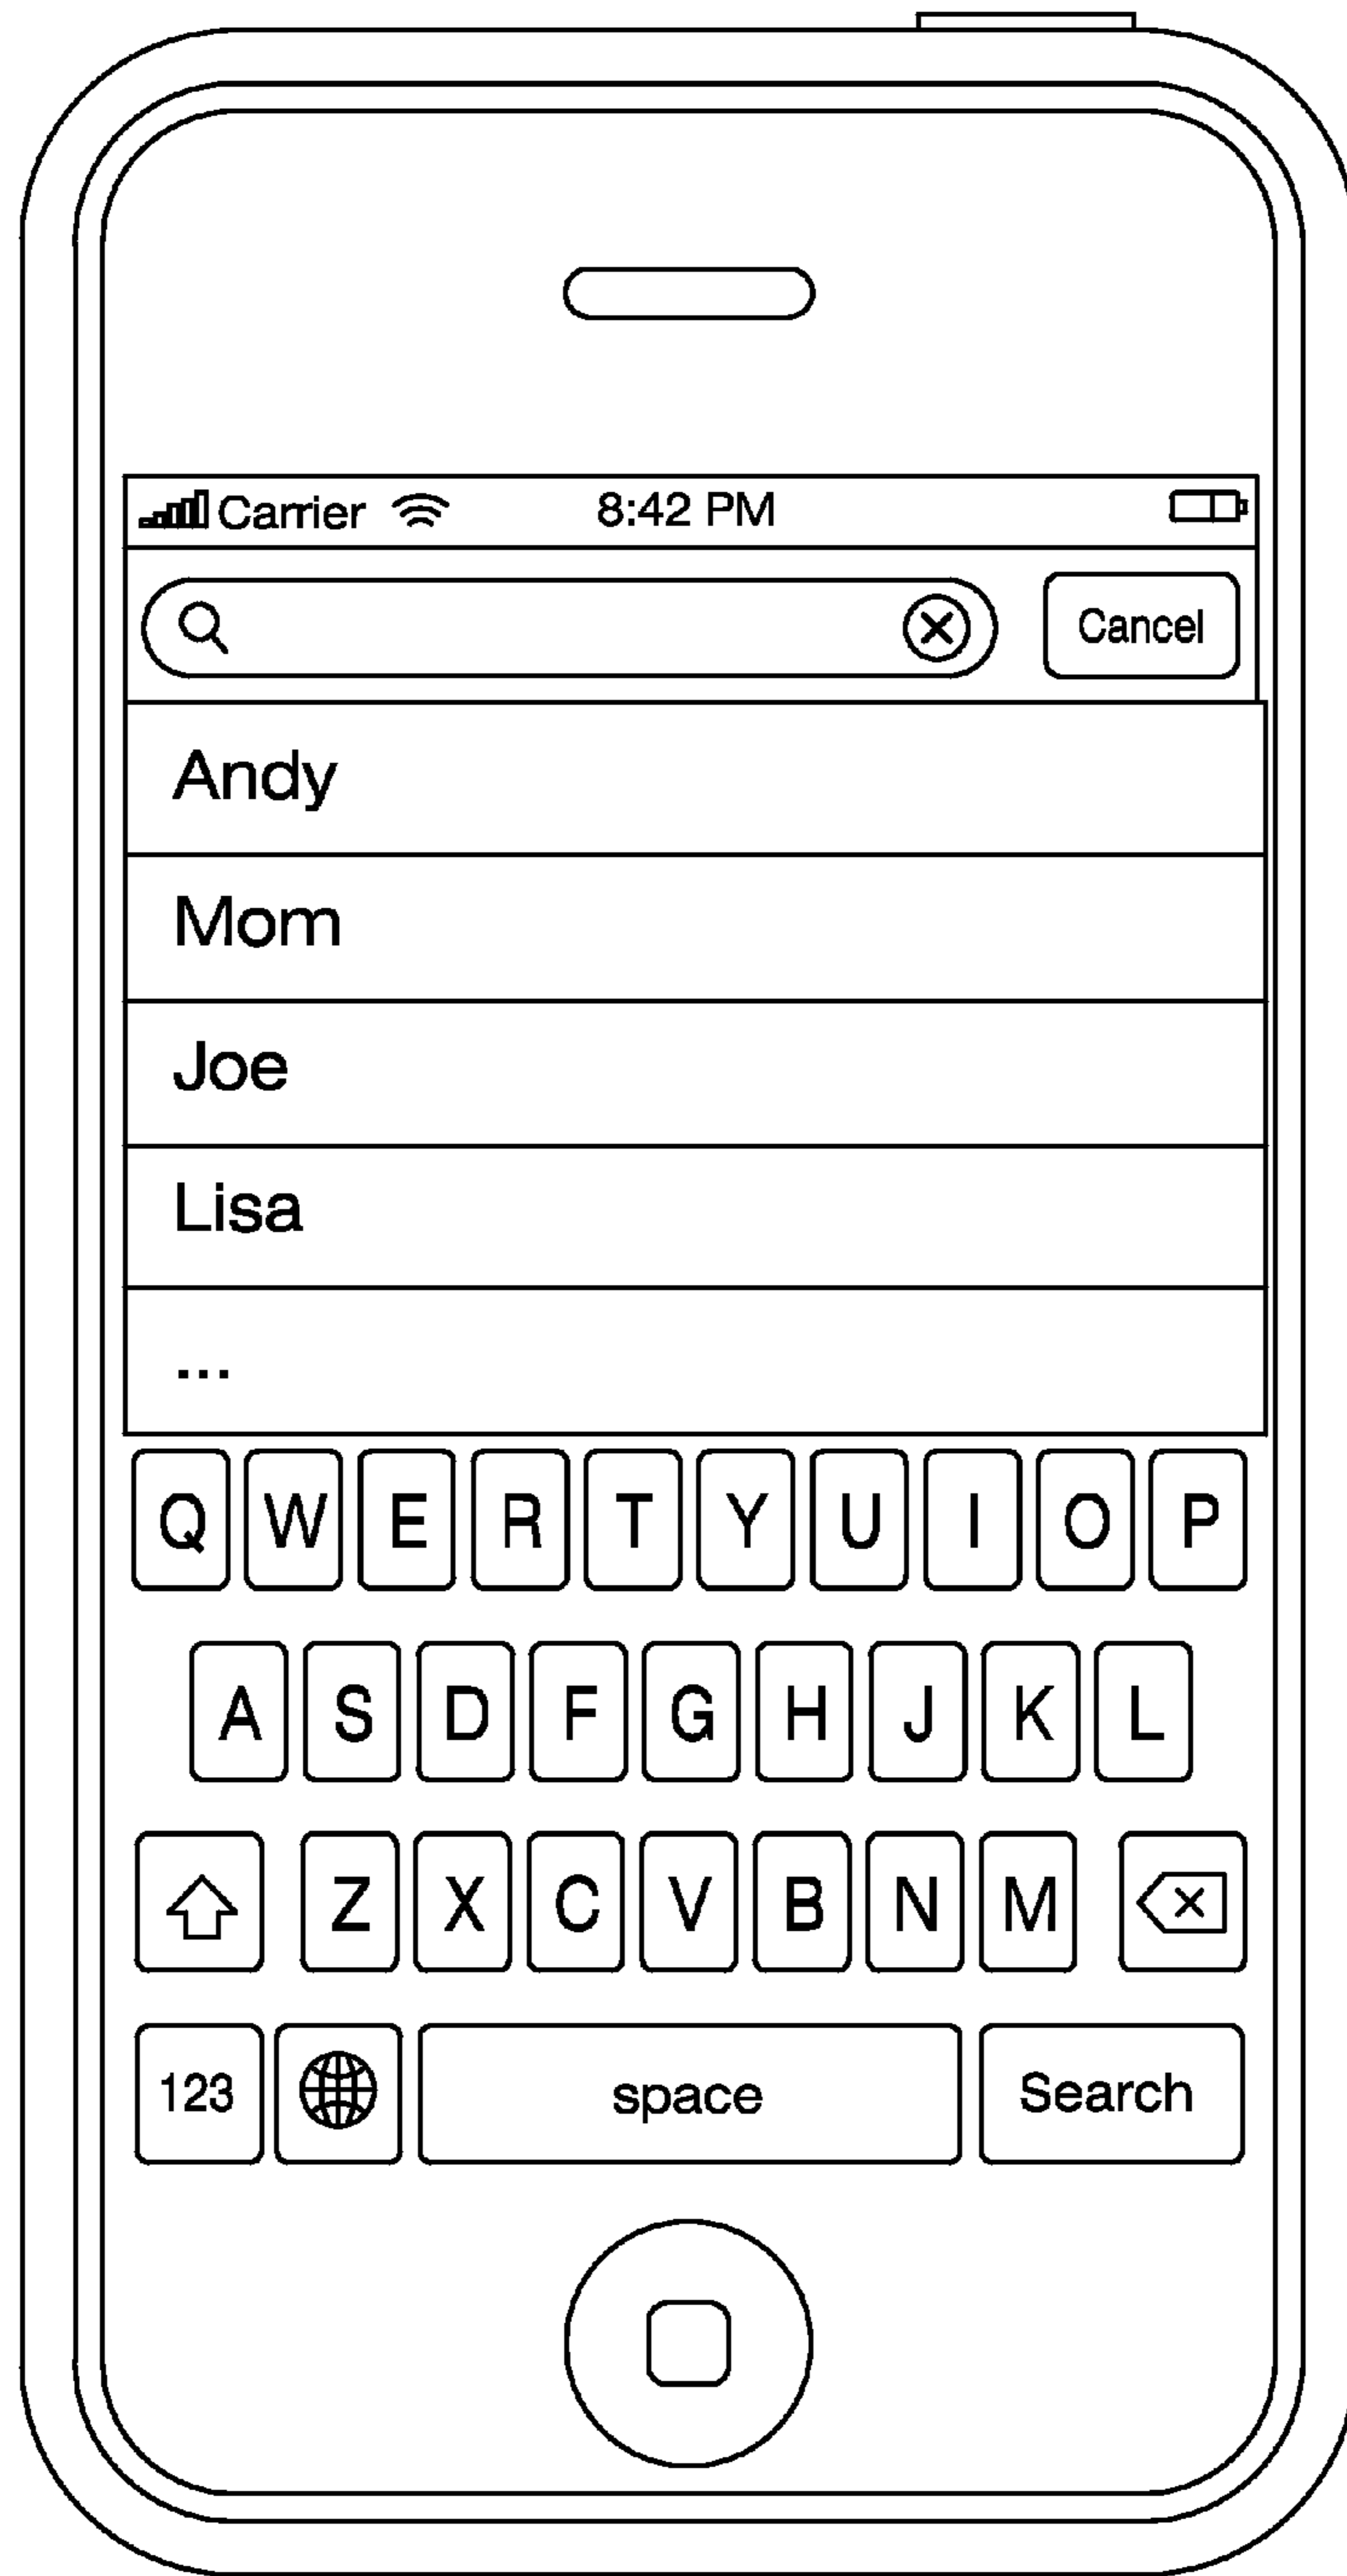 Carrier 8:42 PM
Cancel
Andy
Mom
Joe
Lisa
...
Q W E R T Y U I O P
A S D F G H J K L
Z X C V B N M
123 space Search